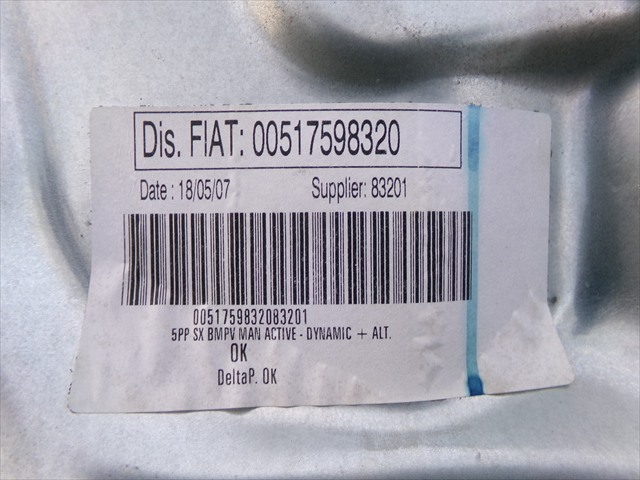 Dis. FIAT: 00517598320
Date : 18/05/07 Supplier: 83201
0051759832083201
5PP SX BMPV MAN ACTIVE - DYNAMIC + ALT.
OK
DeltaP. OK